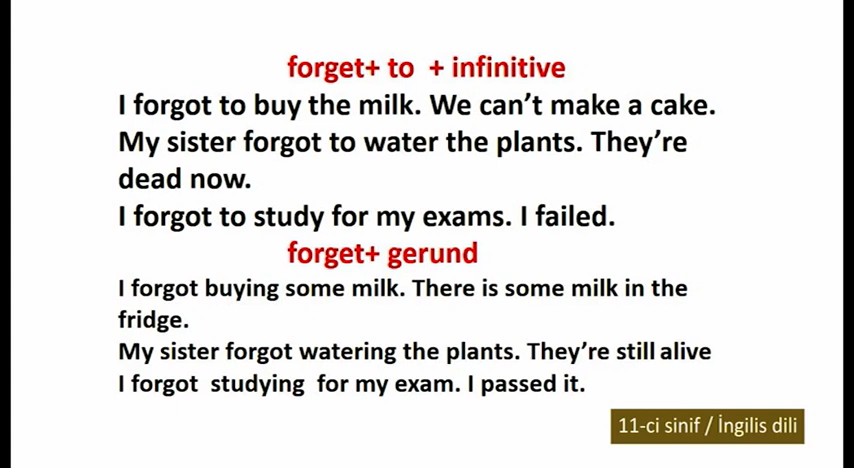 forget+ to + infinitive
I forgot to buy the milk. We can’t make a cake.
My sister forgot to water the plants. They’re
dead now.
I forgot to study for my exams. I failed.
forget+ gerund
I forgot buying some milk. There is some milk in the
fridge.
My sister forgot watering the plants. They’re still alive
I forgot studying for my exam. I passed it.
11-ci sinif / İngilis dili